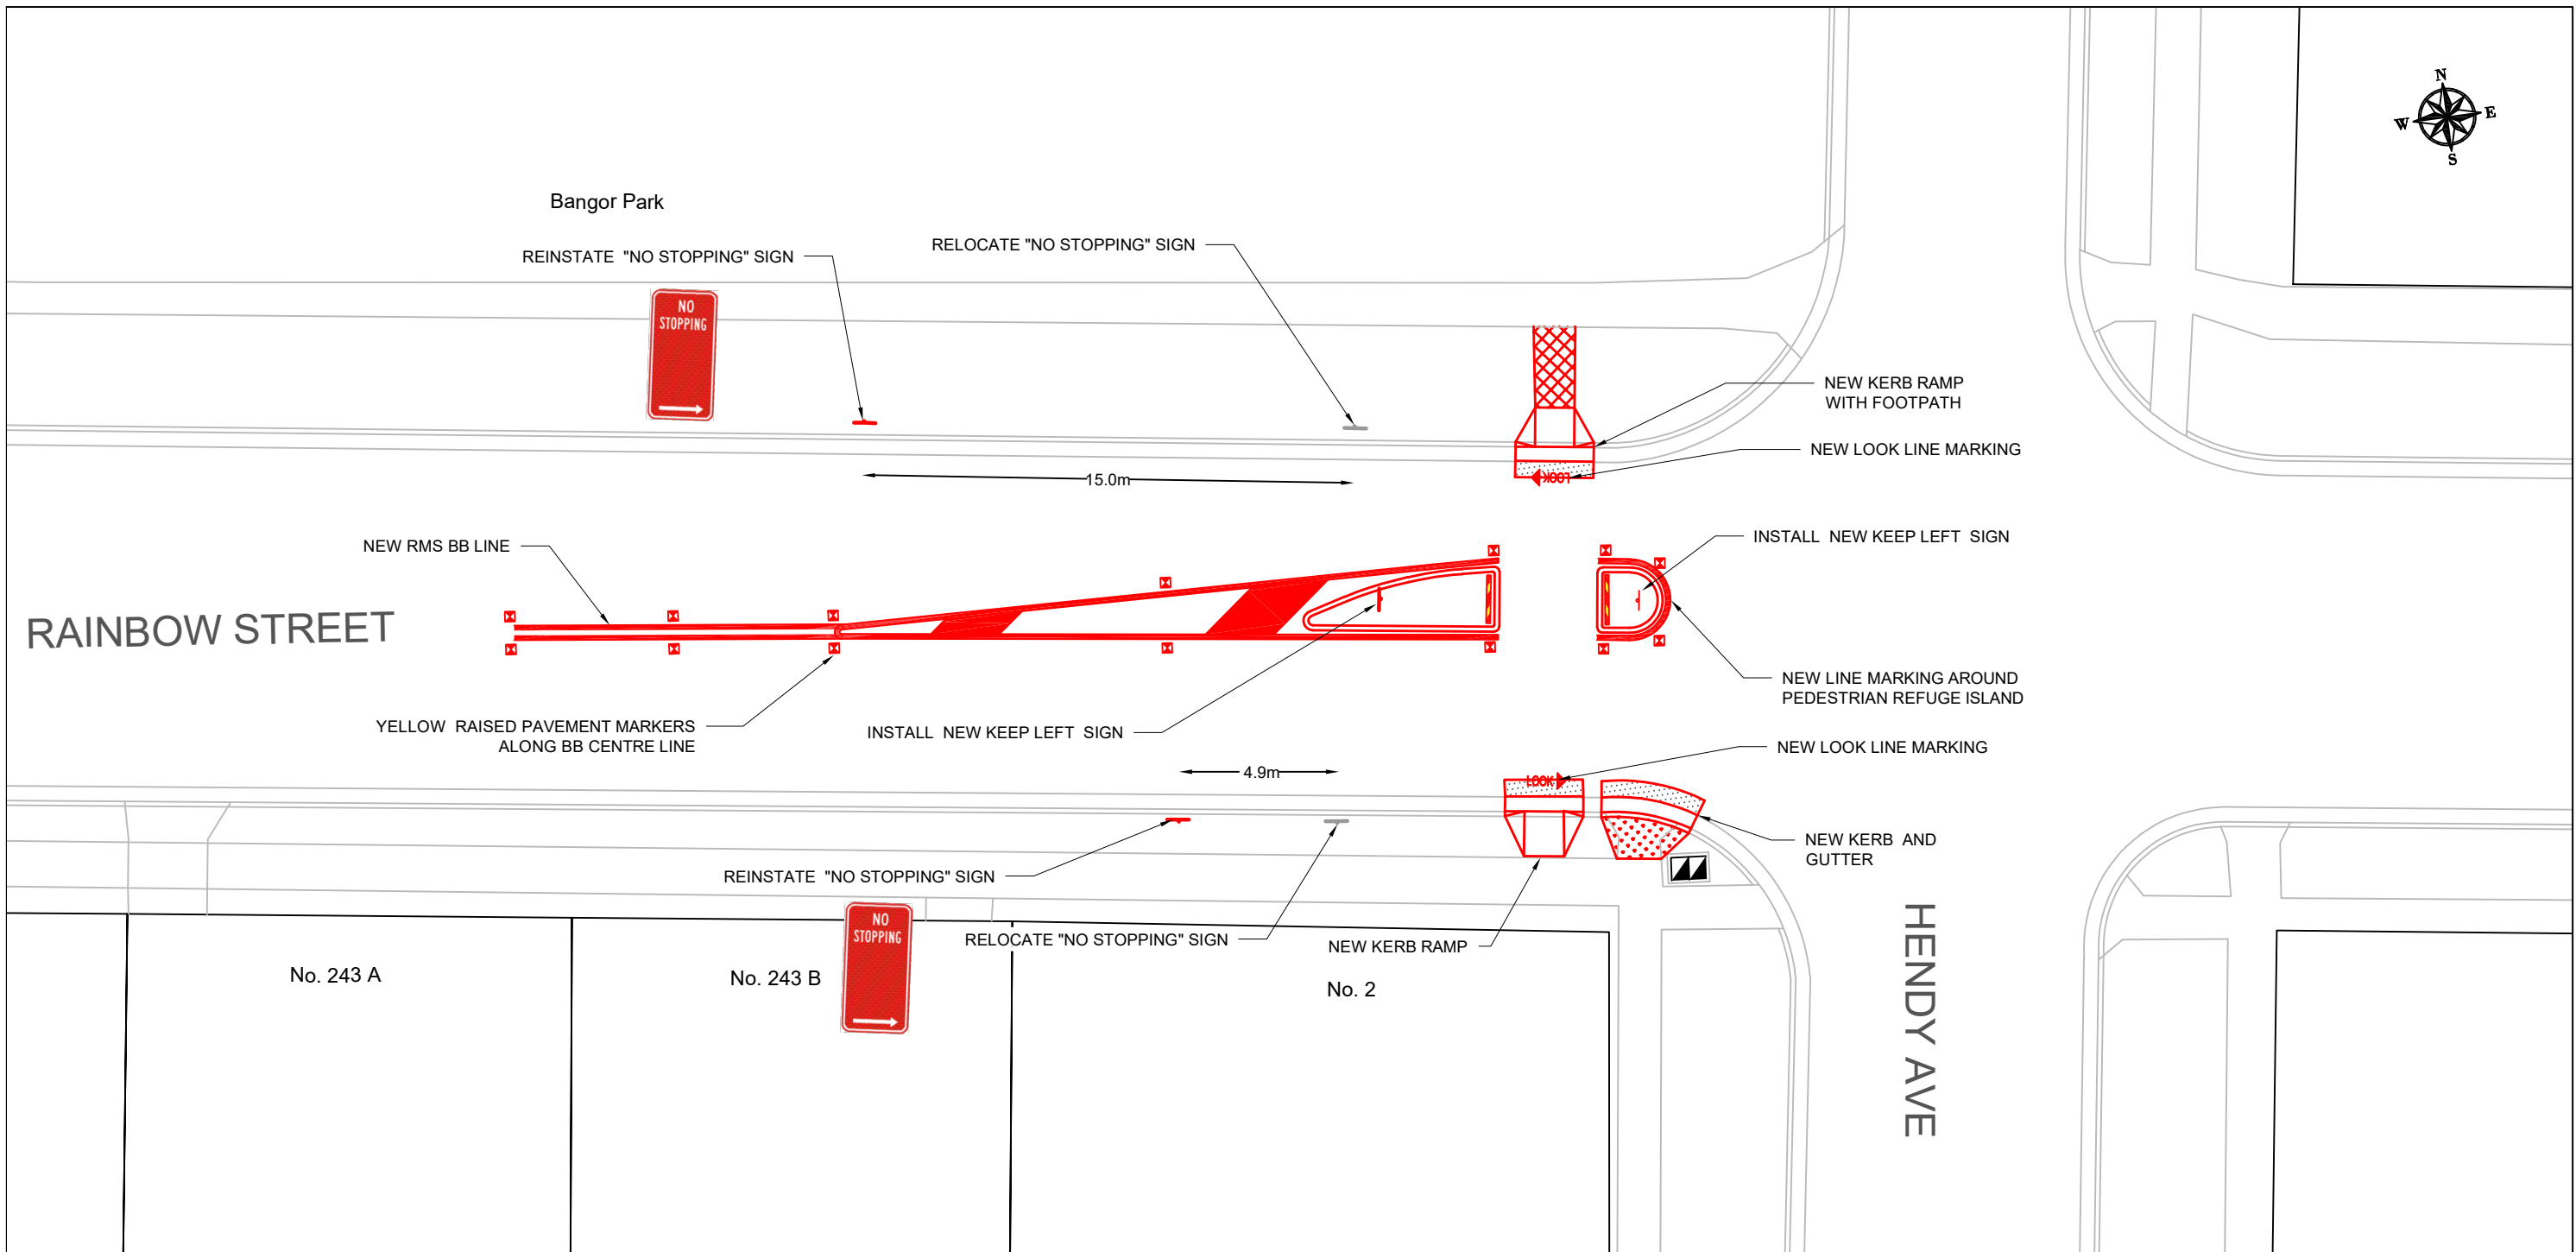 N
W E
S
Bangor Park
REINSTATE "NO STOPPING" SIGN
RELOCATE "NO STOPPING" SIGN
NO
STOPPING
NEW KERB RAMP
WITH FOOTPATH
NEW LOOK LINE MARKING
LOOK
15.0m
NEW RMS BB LINE
INSTALL NEW KEEP LEFT SIGN
RAINBOW STREET
NEW LINE MARKING AROUND
PEDESTRIAN REFUGE ISLAND
YELLOW RAISED PAVEMENT MARKERS
ALONG BB CENTRE LINE
INSTALL NEW KEEP LEFT SIGN
NEW LOOK LINE MARKING
4.9m
LOOK
NEW KERB AND
GUTTER
REINSTATE "NO STOPPING" SIGN
NO
STOPPING
RELOCATE "NO STOPPING" SIGN
NEW KERB RAMP
No. 243 A
No. 243 B
No. 2
HENDY AVE